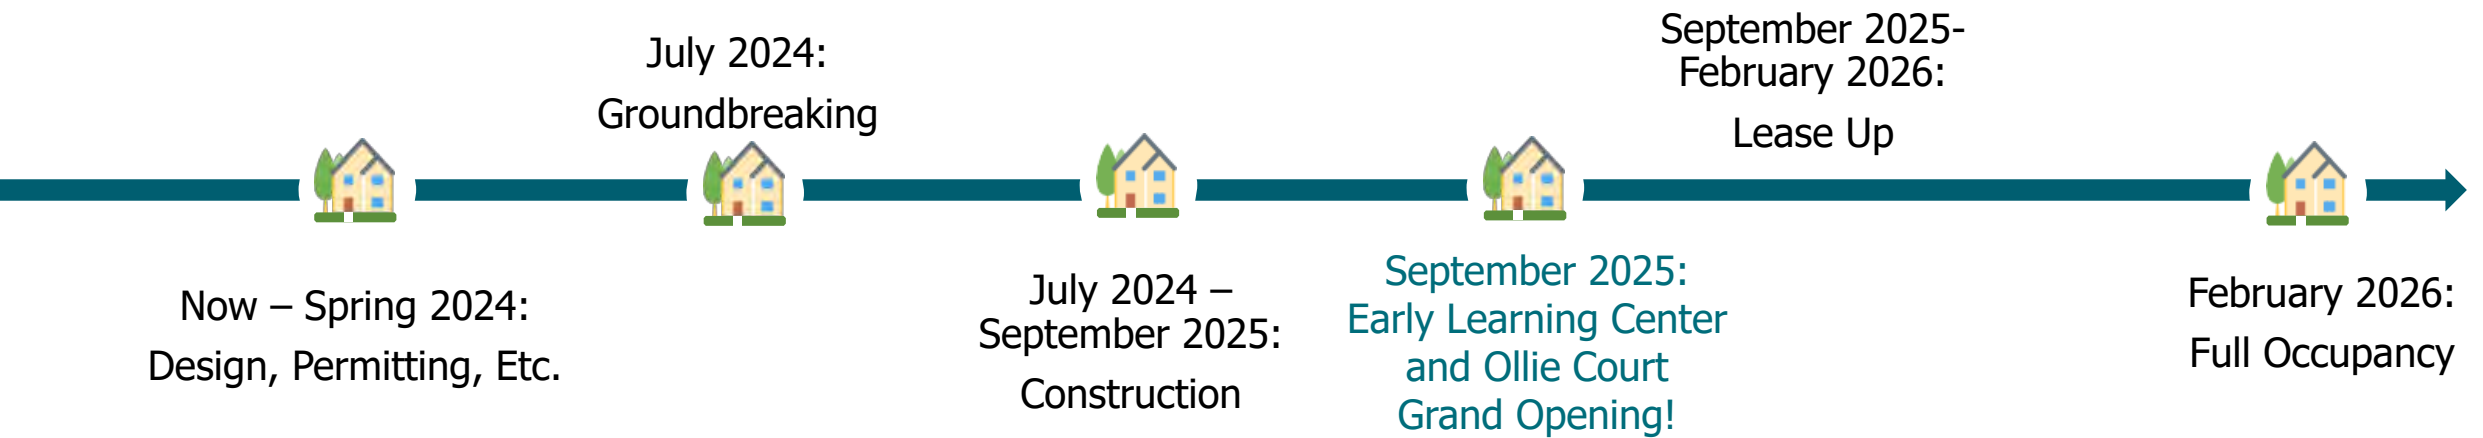 Now – Spring 2024:
Design, Permitting, Etc.
July 2024:
Groundbreaking
July 2024 –
September 2025:
Construction
September 2025:
Early Learning Center
and Ollie Court
Grand Opening!
September 2025-
February 2026:
Lease Up
February 2026:
Full Occupancy